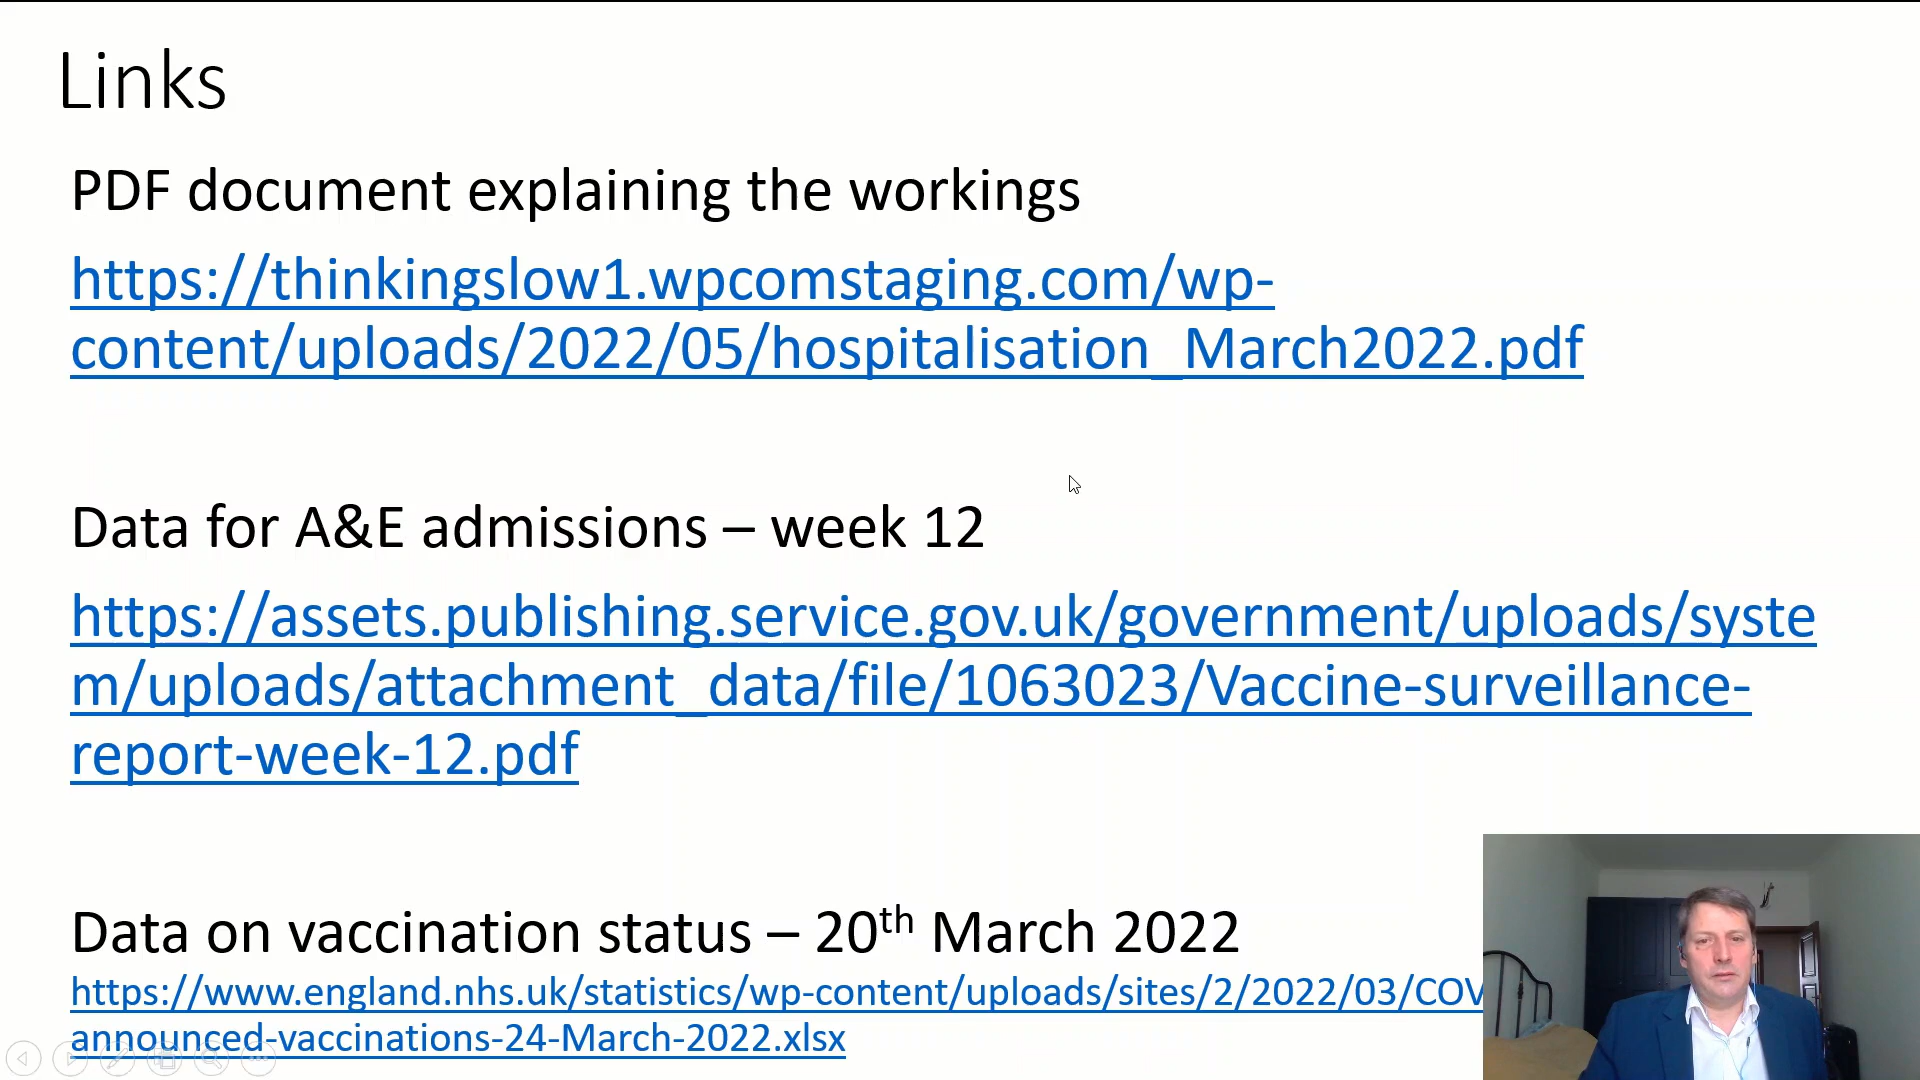 Links
PDF document explaining the workings
https://thinkingslow1.wpcomstaging.com/wp-
content/uploads/2022/05/hospitalisation_March2022.pdf
Data for A&E admissions – week 12
https://assets.publishing.service.gov.uk/government/uploads/syste
m/uploads/attachment_data/file/1063023/Vaccine-surveillance-
report-week-12.pdf
Data on vaccination status – 20th March 2022
https://www.england.nhs.uk/statistics/wp-content/uploads/sites/2/2022/03/COV
announced-vaccinations-24-March-2022.xlsx